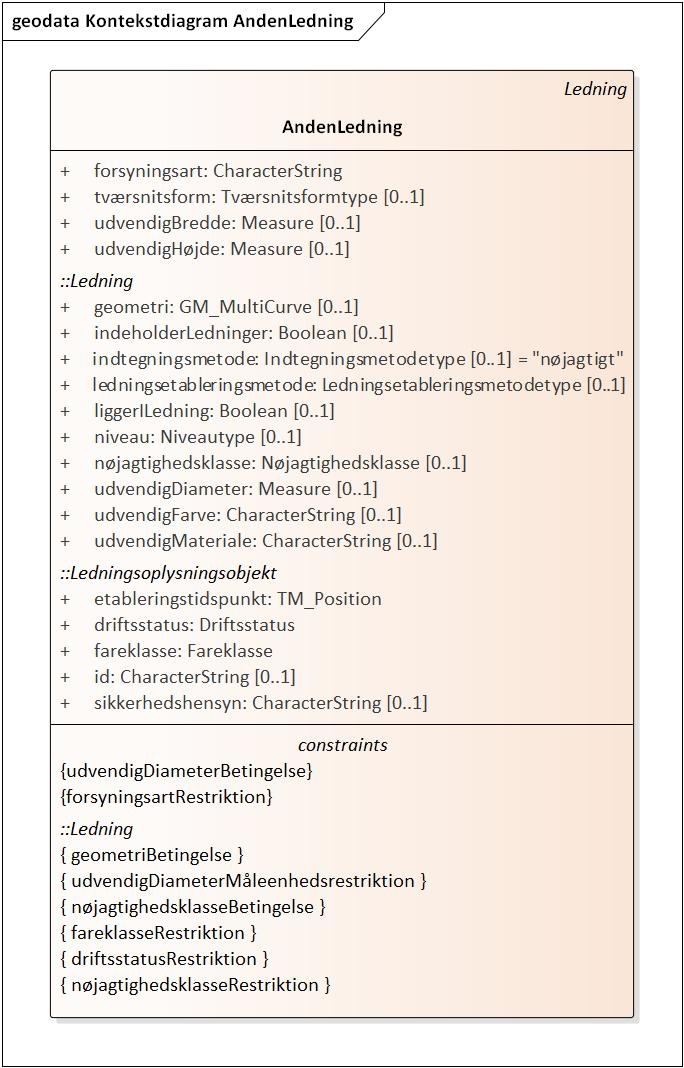 geodata Kontekstdiagram AndenLedning
Ledning
AndenLedning
+ forsyningsart: CharacterString
+ tværsnitsform: Tværsnitsformtype [0..1]
+ udvendigBredde: Measure [0..1]
+ udvendigHøjde: Measure [0..1]
::Ledning
+ geometri: GM_MultiCurve [0..1]
+ indeholderLedninger: Boolean [0..1]
+ indtegningsmetode: Indtegningsmetodetype [0..1] = "nøjagtigt"
+ ledningsetableringsmetode: Ledningsetableringsmetodetype [0..1]
+ liggerILedning: Boolean [0..1]
+ niveau: Niveautype [0..1]
+ nøjagtighedsklasse: Nøjagtighedsklasse [0..1]
+ udvendigDiameter: Measure [0..1]
+ udvendigFarve: CharacterString [0..1]
+ udvendigMateriale: CharacterString [0..1]
::Ledningsoplysningsobjekt
+ etableringstidspunkt: TM_Position
+ driftsstatus: Driftsstatus
+ fareklasse: Fareklasse
+ id: CharacterString [0..1]
+ sikkerhedshensyn: CharacterString [0..1]
constraints
{udvendigDiameterBetingelse}
{forsyningsartRestriktion}
::Ledning
{ geometriBetingelse }
{ udvendigDiameterMåleenhedsrestriktion }
{ nøjagtighedsklasseBetingelse }
{ fareklasseRestriktion }
{ driftsstatusRestriktion }
{ nøjagtighedsklasseRestriktion }